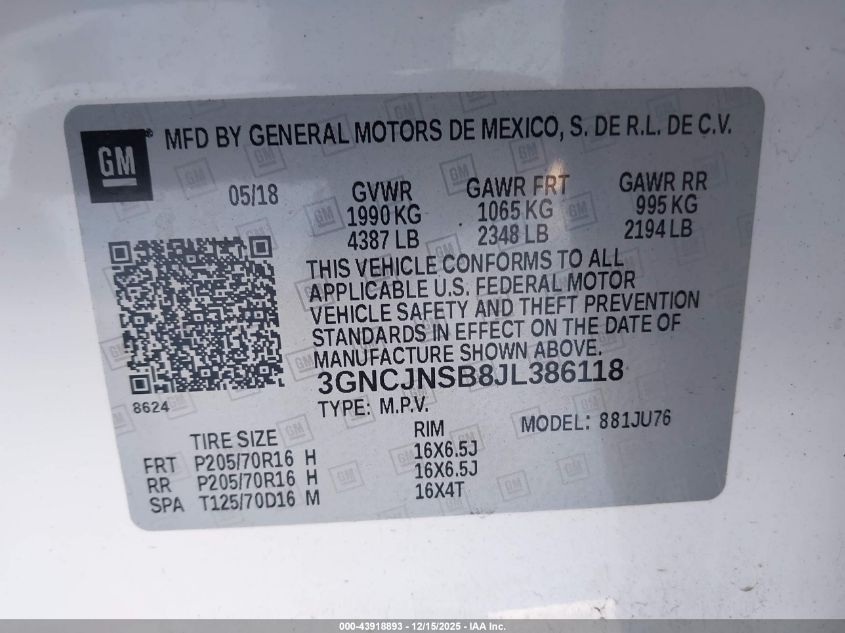 GM
MFD BY GENERAL MOTORS DE MEXICO, S. DE R.L. DE C.V.
05/18 GVWR GAWR FRT GAWR RR
1990 KG 1065 KG 995 KG
4387 LB 2348 LB 2194 LB
THIS VEHICLE CONFORMS TO ALL
APPLICABLE U.S. FEDERAL MOTOR
VEHICLE SAFETY AND THEFT PREVENTION
STANDARDS IN EFFECT ON THE DATE OF
MANUFACTURE SHOWN ABOVE.
3GNCJNSB8JL386118
8624
TYPE: M.P.V.
MODEL: 881JU76
TIRE SIZE RIM
FRT P205/70R16 H 16X6.5J
RR P205/70R16 H 16X6.5J
SPA T125/70D16 M 16X4T
000-43918893 - 12/15/2025 - IAA Inc.